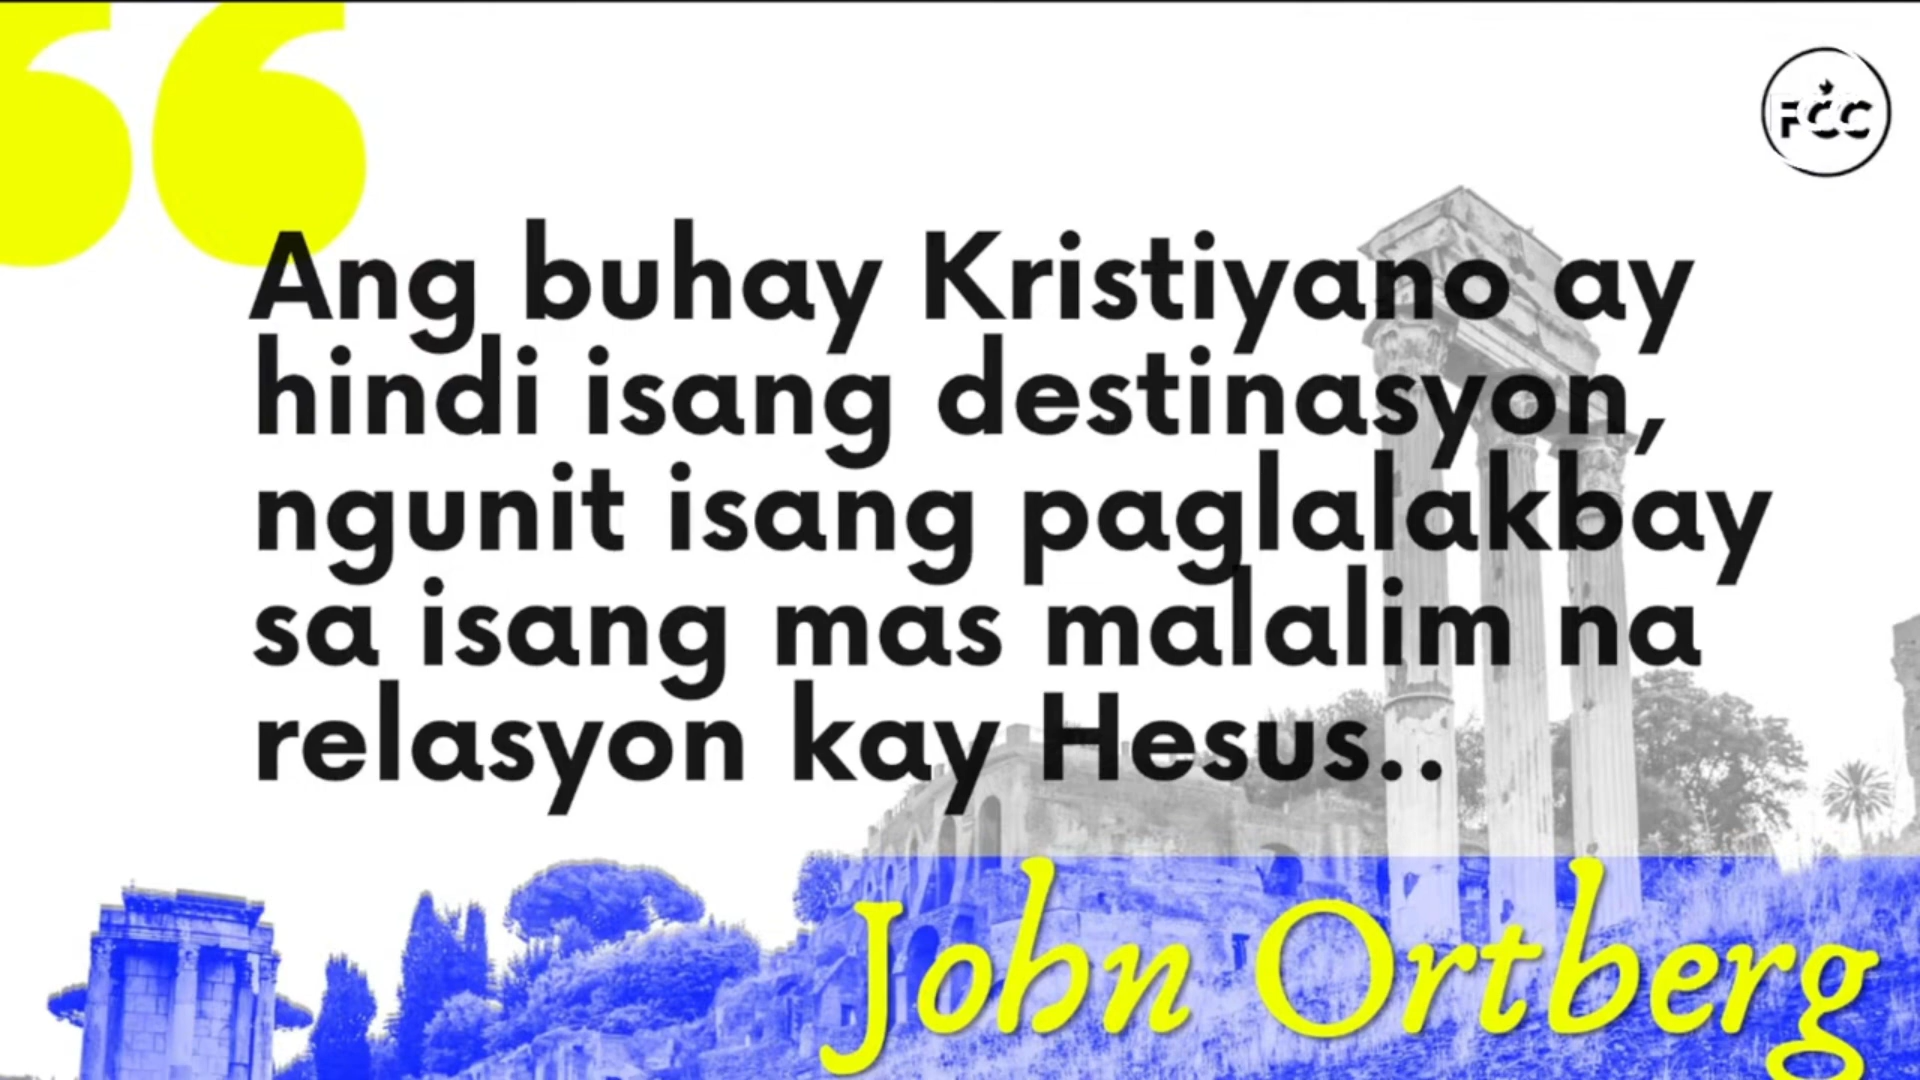 FCC
Ang buhay Kristiyano ay
hindi isang destinasyon,
ngunit isang paglalakbay
sa isang mas malalim na
relasyon kay Hesus..
John Ortberg